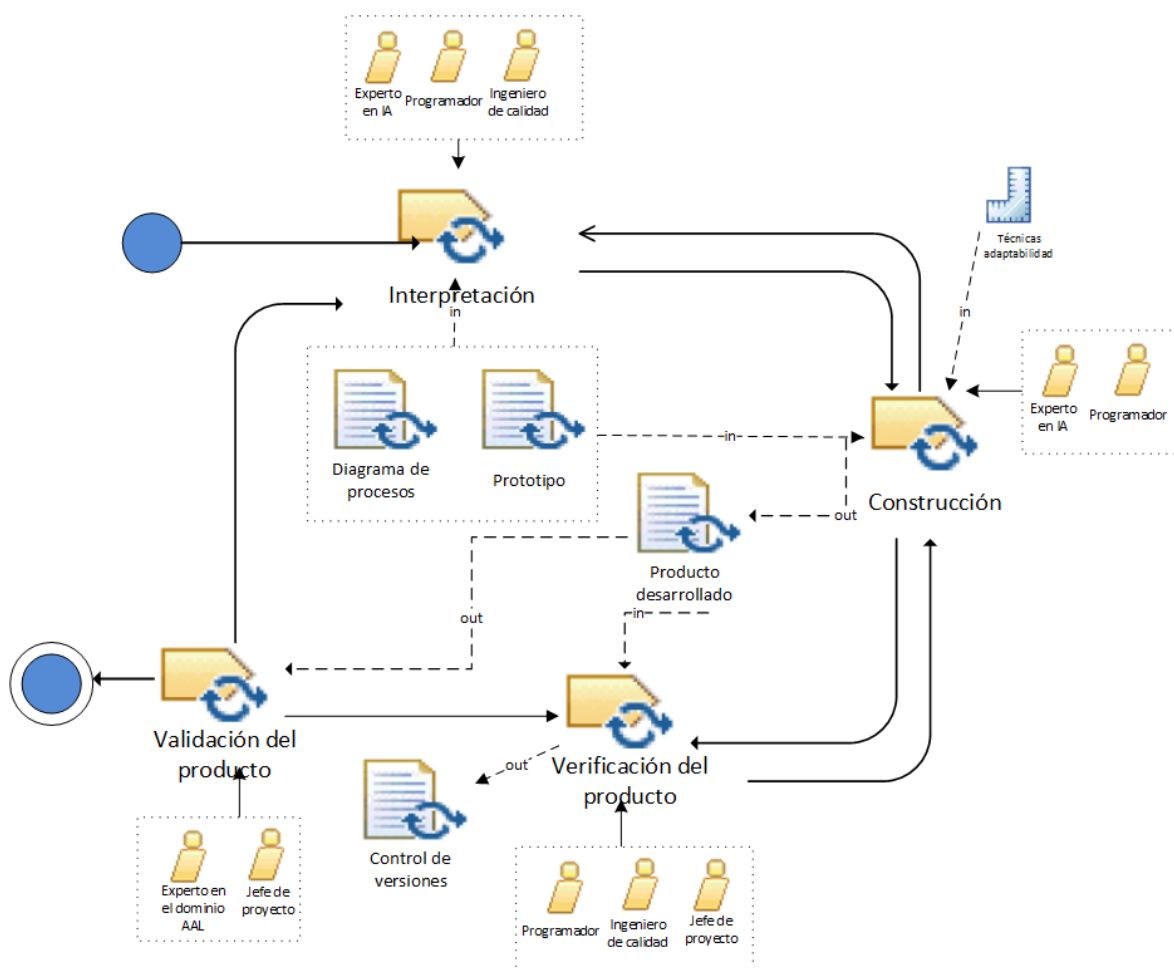 Experto
en IA
Programador
Ingeniero
de calidad
Técnicas
adaptabilidad
Interpretación
in
in
Experto
en IA
Programador
Diagrama de
procesos
Prototipo
in
Construcción
out
Producto
desarrollado
in
out
Validación del
producto
Verificación del
producto
out
Control de
versiones
Experto en
el dominio
AAL
Jefe de
proyecto
Programador
Ingeniero
de calidad
Jefe de
proyecto